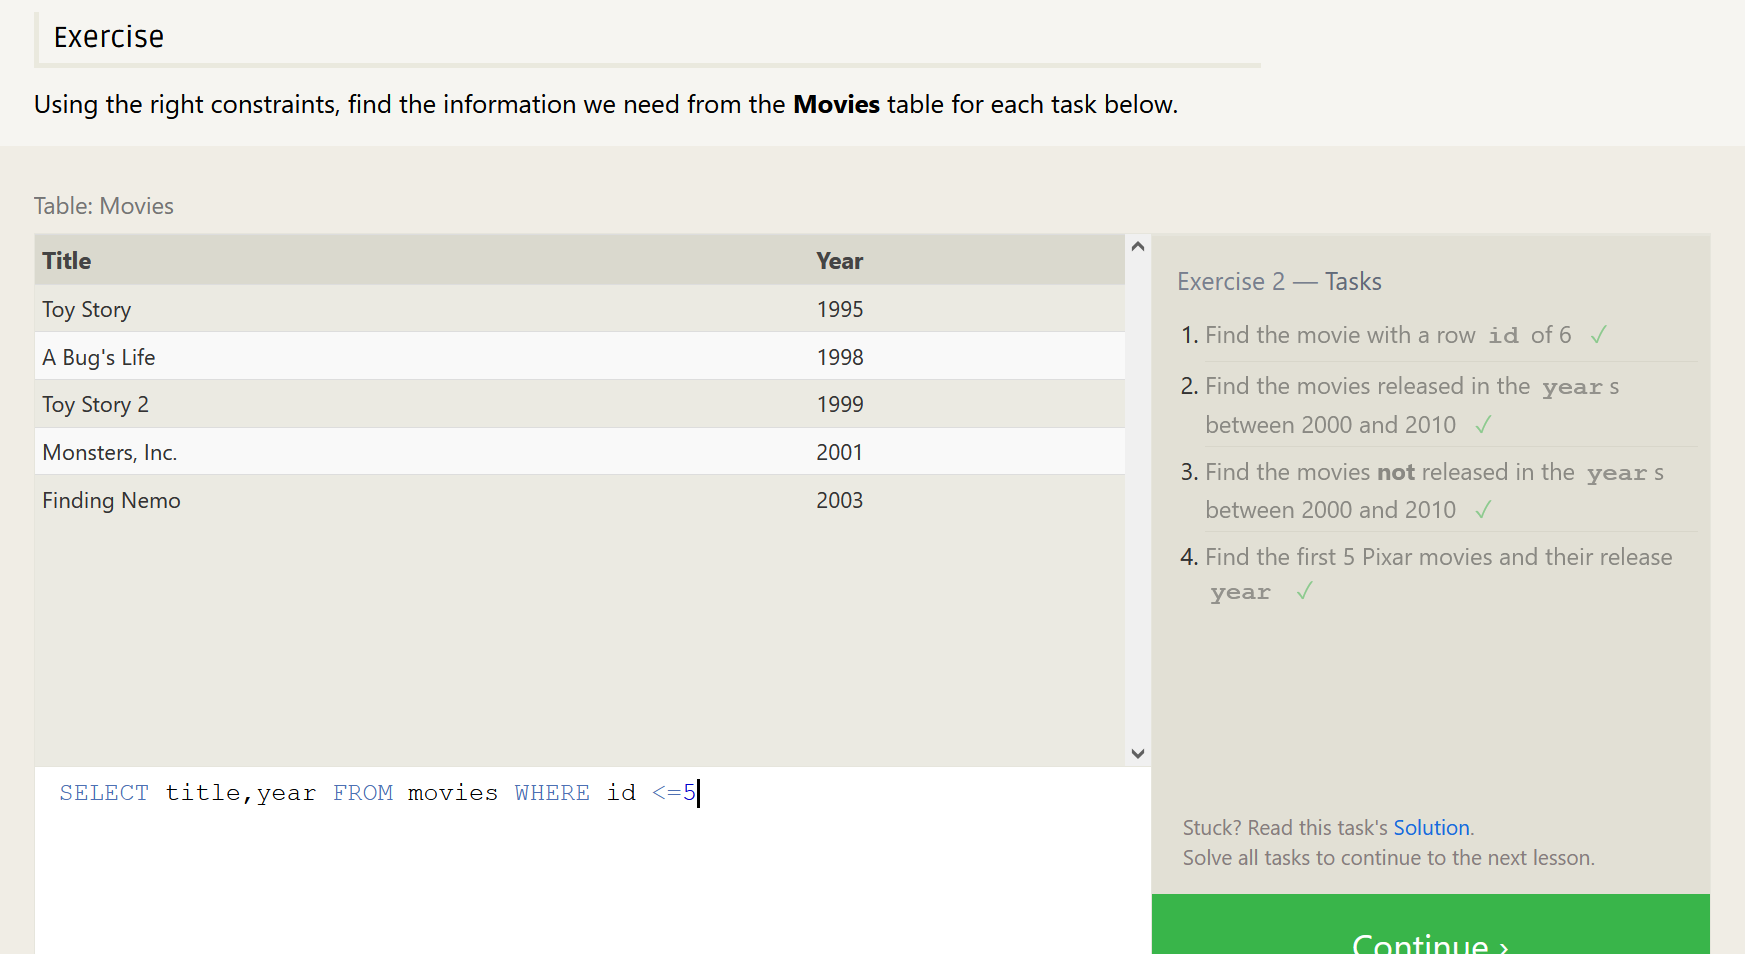 Exercise
Using the right constraints, find the information we need from the Movies table for each task below.
Table: Movies
Title Year
Toy Story 1995
A Bug's Life 1998
Toy Story 2 1999
Monsters, Inc. 2001
Finding Nemo 2003
SELECT title,year FROM movies WHERE id <=5
Exercise 2 — Tasks
1. Find the movie with a row id of 6 ✓
2. Find the movies released in the year s
between 2000 and 2010 ✓
3. Find the movies not released in the year s
between 2000 and 2010 ✓
4. Find the first 5 Pixar movies and their release
year ✓
Stuck? Read this task's Solution.
Solve all tasks to continue to the next lesson.
Continue ›